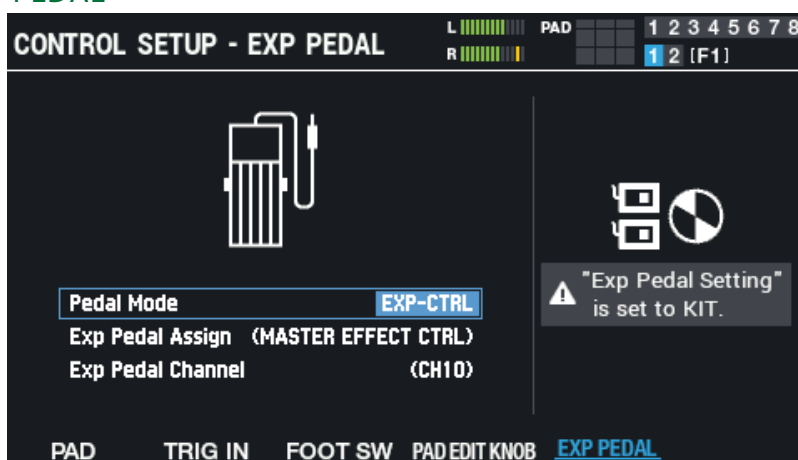 PEDAL
CONTROL SETUP - EXP PEDAL
L
R
PAD
1 2 3 4 5 6 7 8
1 2 [F1]
"Exp Pedal Setting"
is set to KIT.
Pedal Mode EXP-CTRL
Exp Pedal Assign (MASTER EFFECT CTRL)
Exp Pedal Channel (CH10)
PAD TRIG IN FOOT SW PAD EDIT KNOB EXP PEDAL